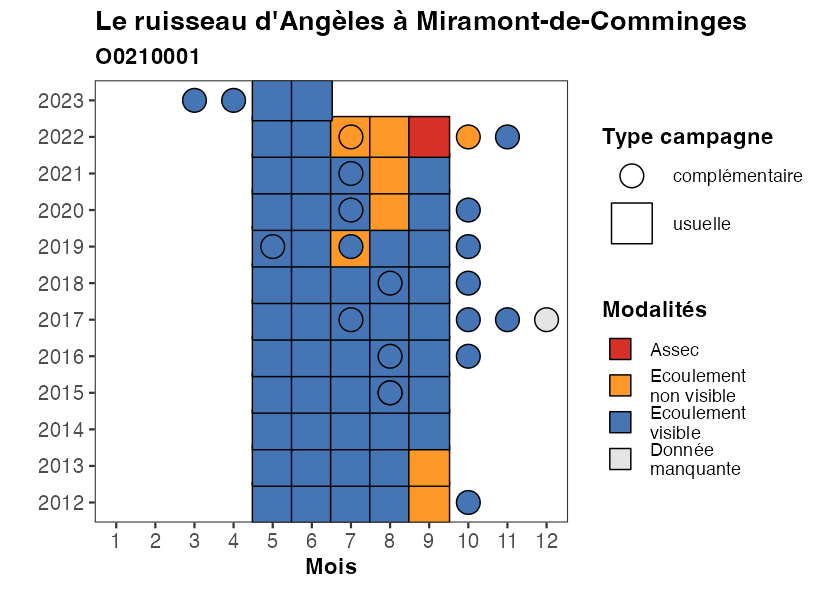 Le ruisseau d'Angèles à Miramont-de-Comminges
O0210001
2023
2022
2021
2020
2019
2018
2017
2016
2015
2014
2013
2012
1 2 3 4 5 6 7 8 9 10 11 12
Mois
Type campagne
complémentaire
usuelle
Modalités
Assec
Ecoulement
non visible
Ecoulement
visible
Donnée
manquante